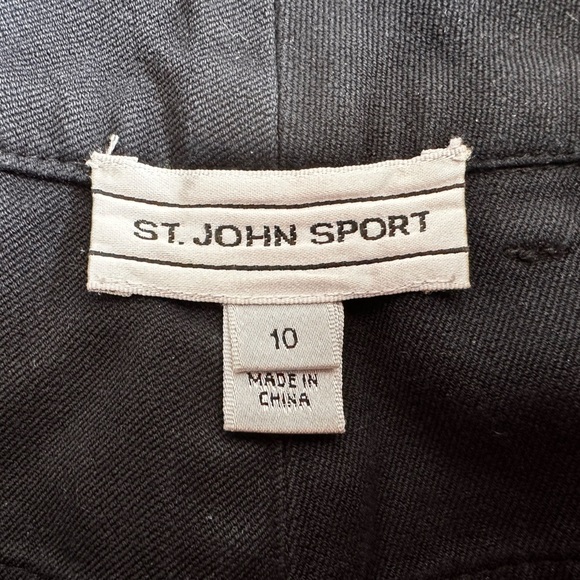 ST. JOHN SPORT
10
MADE IN
CHINA